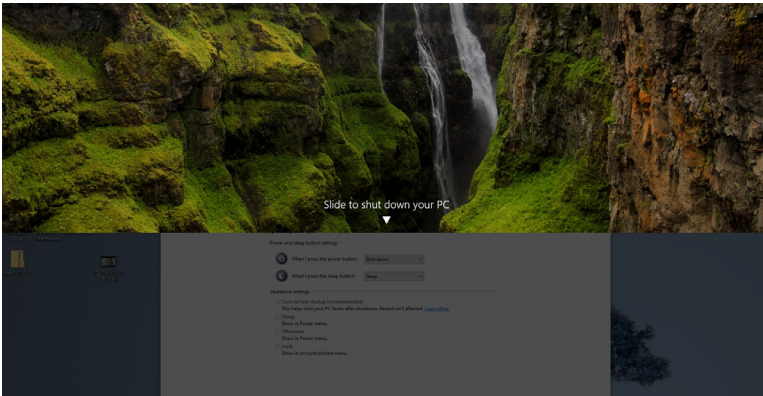 Slide to shut down your PC
Power and sleep button settings
When I press the power button: Shut down
When I press the sleep button: Sleep
Shutdown settings
Turn on fast startup (recommended)
This helps start your PC faster after shutdown. Restart isn't affected. Learn More
Sleep
Show in Power menu.
Hibernate
Show in Power menu.
Lock
Show in account picture menu.